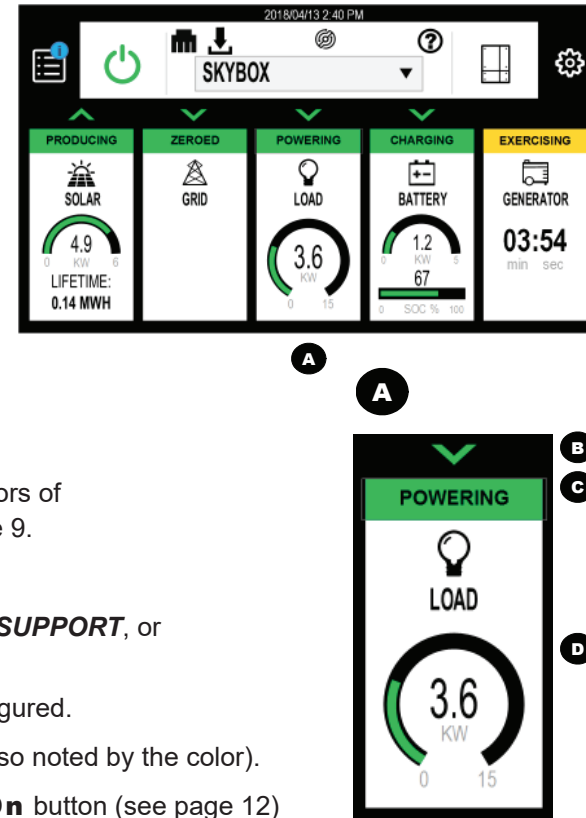 2018/04/13 2:40 PM
i
?
SKYBOX
PRODUCING ZEROED POWERING CHARGING EXERCISING
SOLAR GRID LOAD BATTERY GENERATOR
4.9 3.6 1.2 03:54
KW KW KW min sec
0 6 0 15 0 5
LIFETIME: 67
0.14 MWH 0 SOC % 100
A
A
B
C
POWERING
LOAD
D
3.6
KW
0 15
ors of
e 9.
SUPPORT, or
gured.
so noted by the color).
On button (see page 12)